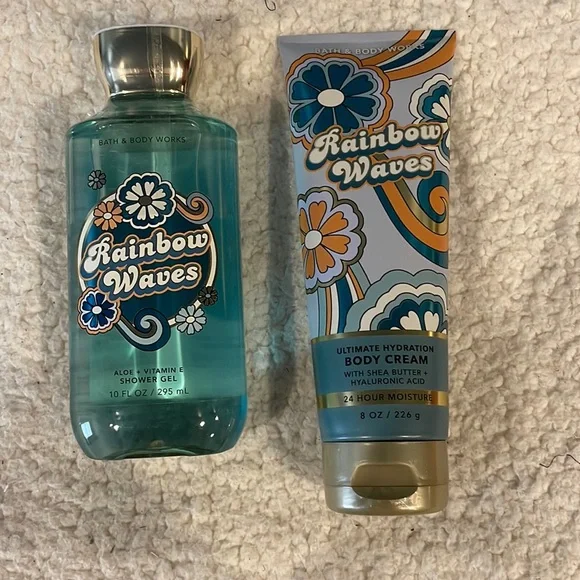 BATH & BODY WORKS
Rainbow
Waves
ALOE + VITAMIN E
SHOWER GEL
10 FL OZ / 295 mL
BATH & BODY WORKS
Rainbow
Waves
ULTIMATE HYDRATION
BODY CREAM
WITH SHEA BUTTER +
HYALURONIC ACID
24 HOUR MOISTURE
8 OZ / 226 g